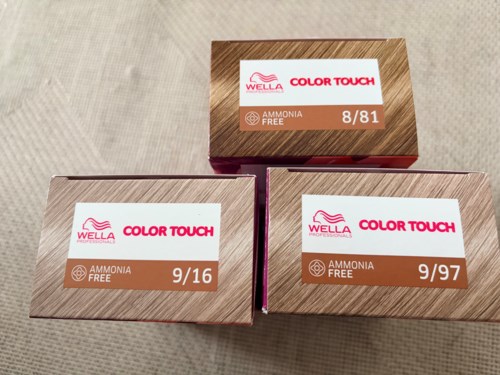 WELLA
PROFESSIONALS
COLOR TOUCH
AMMONIA
FREE
8/81
WELLA
PROFESSIONALS
COLOR TOUCH
AMMONIA
FREE
9/16
WELLA
PROFESSIONALS
COLOR TOUCH
AMMONIA
FREE
9/97